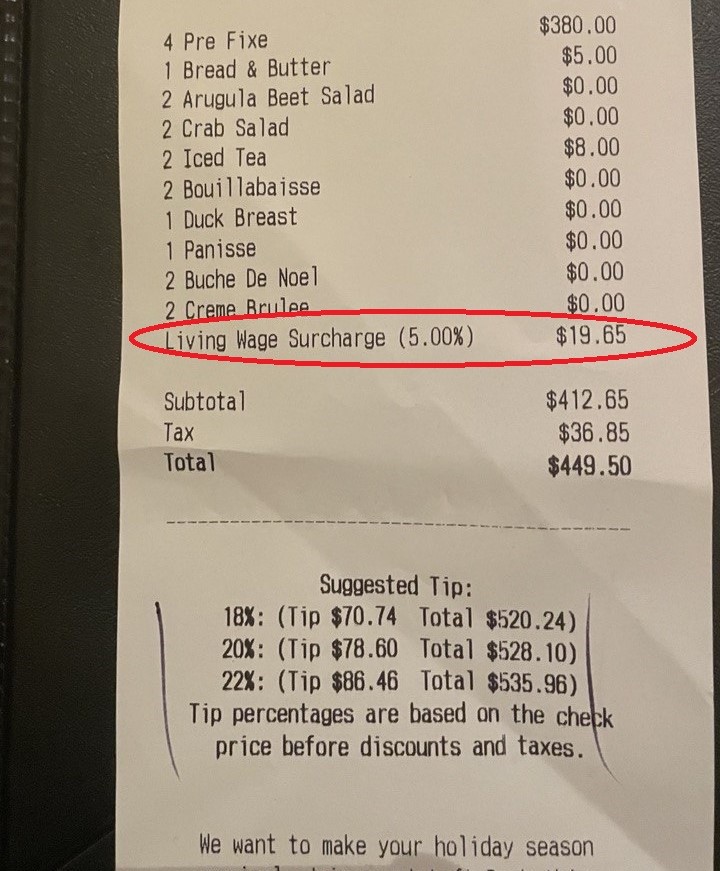 4 Pre Fixe $380.00
1 Bread & Butter $5.00
2 Arugula Beet Salad $0.00
2 Crab Salad $0.00
2 Iced Tea $8.00
2 Bouillabaisse $0.00
1 Duck Breast $0.00
1 Panisse $0.00
2 Buche De Noel $0.00
2 Creme Brulee $0.00
Living Wage Surcharge (5.00%) $19.65
Subtotal $412.65
Tax $36.85
Total $449.50
Suggested Tip:
18%: (Tip $70.74 Total $520.24)
20%: (Tip $78.60 Total $528.10)
22%: (Tip $86.46 Total $535.96)
Tip percentages are based on the check
price before discounts and taxes.
We want to make your holiday season